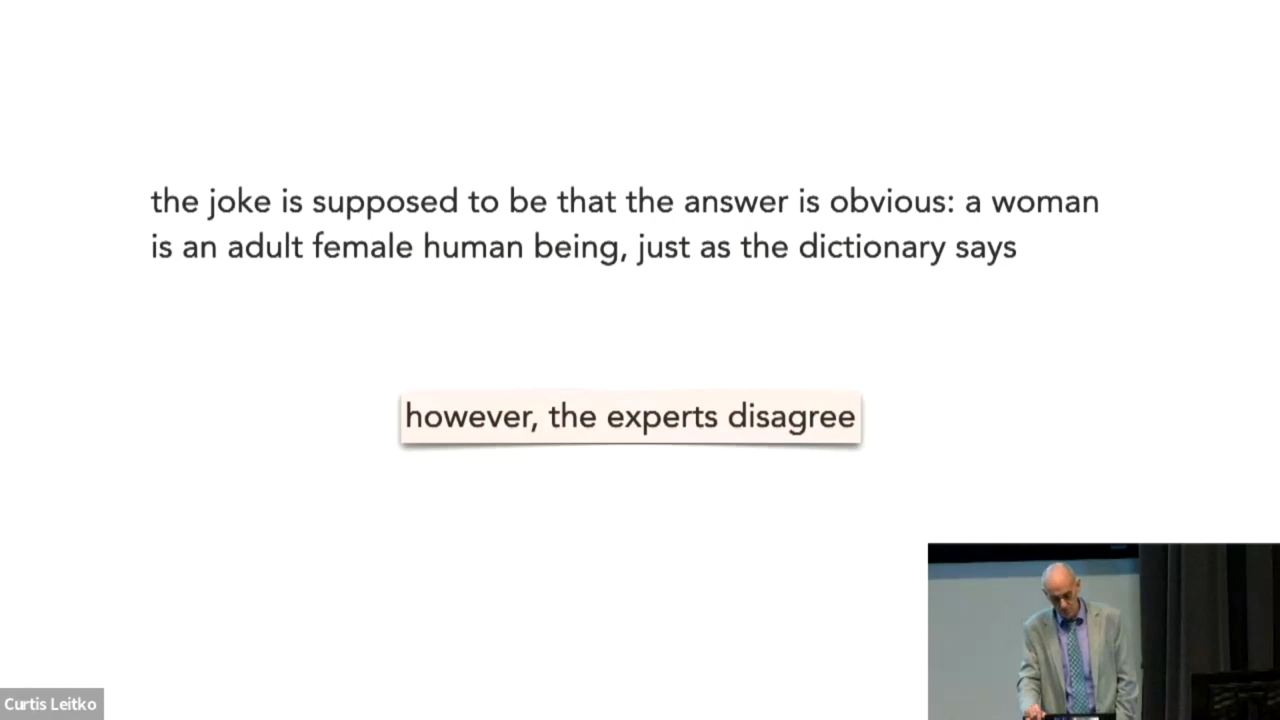 the joke is supposed to be that the answer is obvious: a woman
is an adult female human being, just as the dictionary says
however, the experts disagree
Curtis Leitko